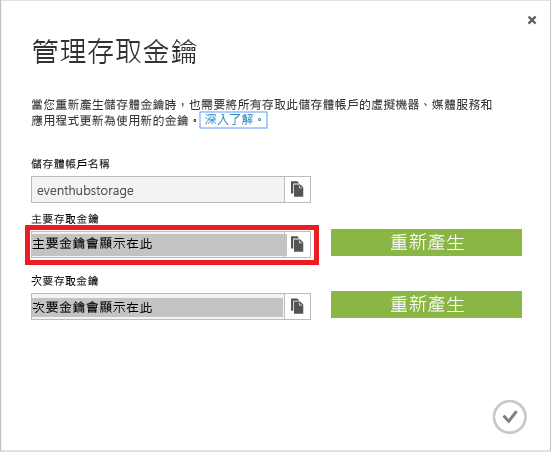 管理存取金鑰
當您重新產生儲存體金鑰時，也需要將所有存取此儲存體帳戶的虛擬機器、媒體服務和
應用程式更新為使用新的金鑰。深入了解。
儲存體帳戶名稱
eventhubstorage
主要存取金鑰
主要金鑰會顯示在此 重新產生
次要存取金鑰
次要金鑰會顯示在此 重新產生